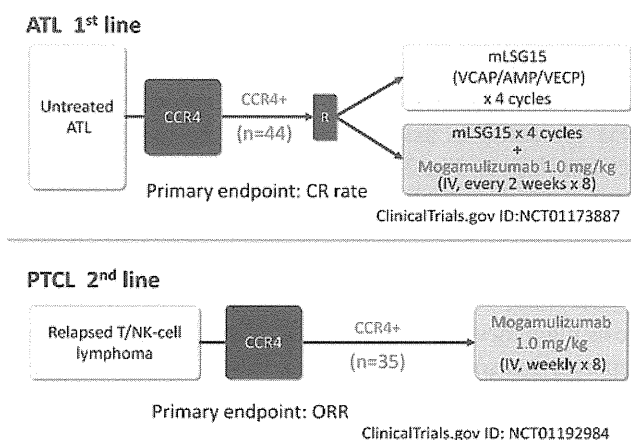 ATL 1st line
Untreated
ATL
CCR4
CCR4+
(n=44)
R
mLSG15
(VCAP/AMP/VECP)
x 4 cycles
mLSG15 x 4 cycles
+
Mogamulizumab 1.0 mg/kg
(IV, every 2 weeks x 8)
Primary endpoint: CR rate
ClinicalTrials.gov ID:NCT01173887
PTCL 2nd line
Relapsed T/NK-cell
lymphoma
CCR4
CCR4+
(n=35)
Mogamulizumab
1.0 mg/kg
(IV, weekly x 8)
Primary endpoint: ORR
ClinicalTrials.gov ID: NCT01192984